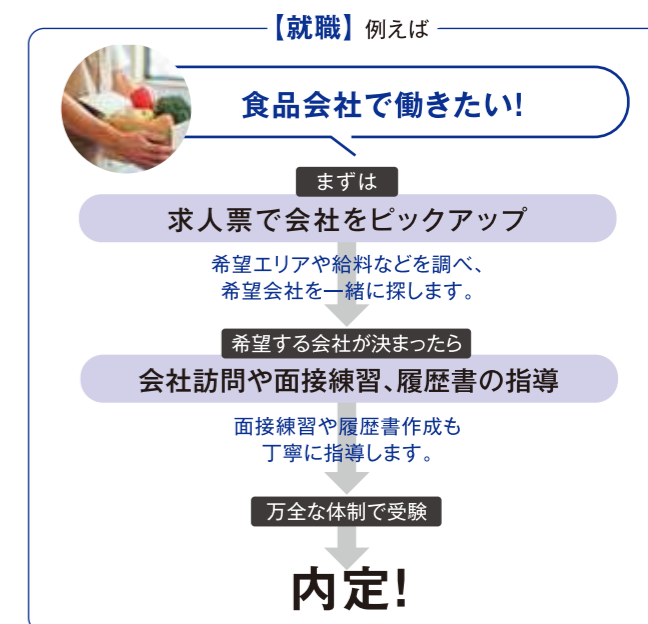 【就職】 例えば
食品会社で働きたい!
まずは
求人票で会社をピックアップ
希望エリアや給料などを調べ、
希望会社を一緒に探します。
希望する会社が決まったら
会社訪問や面接練習、履歴書の指導
面接練習や履歴書作成も
丁寧に指導します。
万全な体制で受験
内定!